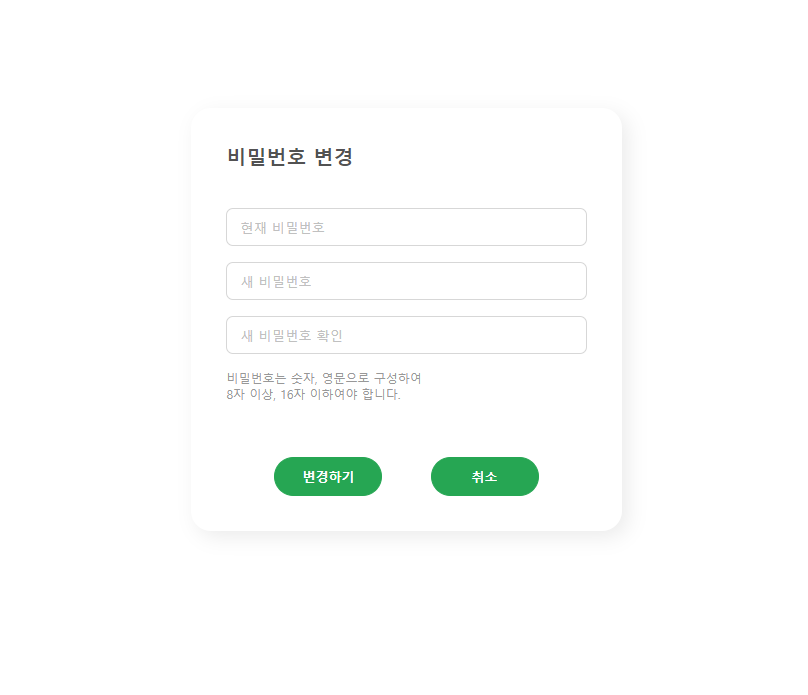 비밀번호 변경
현재 비밀번호
새 비밀번호
새 비밀번호 확인
비밀번호는 숫자, 영문으로 구성하여
8자 이상, 16자 이하여야 합니다.
변경하기
취소